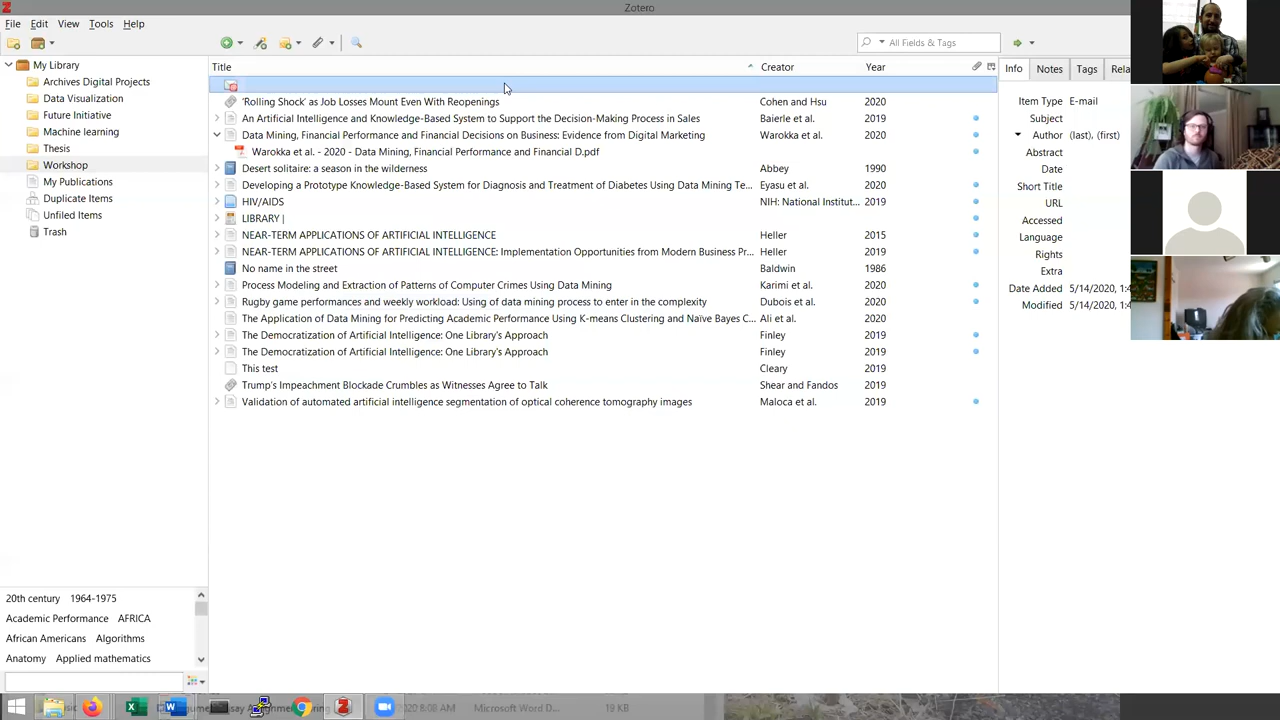 Zotero
File Edit View Tools Help
All Fields & Tags
My Library
Archives Digital Projects
Data Visualization
Future Initiative
Machine learning
Thesis
Workshop
My Publications
Duplicate Items
Unfiled Items
Trash
Title Creator Year
'Rolling Shock' as Job Losses Mount Even With Reopenings Cohen and Hsu 2020
An Artificial Intelligence and Knowledge-Based System to Support the Decision-Making Process in Sales Baierle et al. 2019
Data Mining, Financial Performance and Financial Decisions on Business: Evidence from Digital Marketing Warokka et al. 2020
Warokka et al. - 2020 - Data Mining, Financial Performance and Financial D.pdf
Desert solitaire: a season in the wilderness Abbey 1990
Developing a Prototype Knowledge-Based System for Diagnosis and Treatment of Diabetes Using Data Mining Te... Eyasu et al. 2020
HIV/AIDS NIH: National Institut... 2019
LIBRARY |
NEAR-TERM APPLICATIONS OF ARTIFICIAL INTELLIGENCE Heller 2015
NEAR-TERM APPLICATIONS OF ARTIFICIAL INTELLIGENCE: Implementation Opportunities from Modern Business Pr... Heller 2019
No name in the street Baldwin 1986
Process Modeling and Extraction of Patterns of Computer Crimes Using Data Mining Karimi et al. 2020
Rugby game performances and weekly workload: Using of data mining process to enter in the complexity Dubois et al. 2020
The Application of Data Mining for Predicting Academic Performance Using K-means Clustering and Naïve Bayes C... Ali et al. 2020
The Democratization of Artificial Intelligence: One Library's Approach Finley 2019
The Democratization of Artificial Intelligence: One Library's Approach Finley 2019
This test Cleary 2019
Trump's Impeachment Blockade Crumbles as Witnesses Agree to Talk Shear and Fandos 2019
Validation of automated artificial intelligence segmentation of optical coherence tomography images Maloca et al. 2019
Info Notes Tags Rela
Item Type E-mail
Author (last), (first)
Abstract
Date
Short Title
URL
Accessed
Language
Rights
Extra
Date Added 5/14/2020, 1:4
Modified 5/14/2020, 1:4
20th century 1964-1975
Academic Performance AFRICA
African Americans Algorithms
Anatomy Applied mathematics
2020 8:08 AM Microsoft Word D... 19 KB